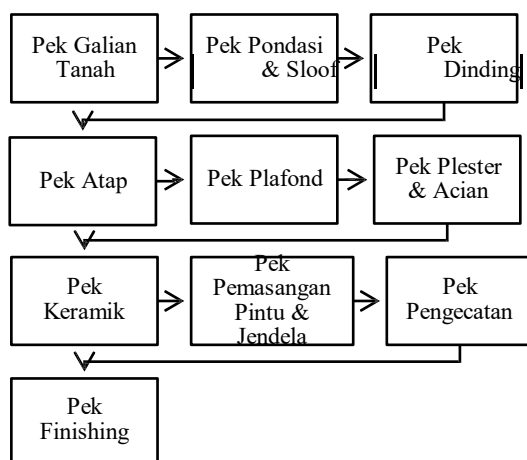 Pek Galian
Tanah
Pek Pondasi
& Sloof
Pek
Dinding
Pek Atap
Pek Plafond
Pek Plester
& Acian
Pek
Keramik
Pek
Pemasangan
Pintu &
Jendela
Pek
Pengecatan
Pek
Finishing